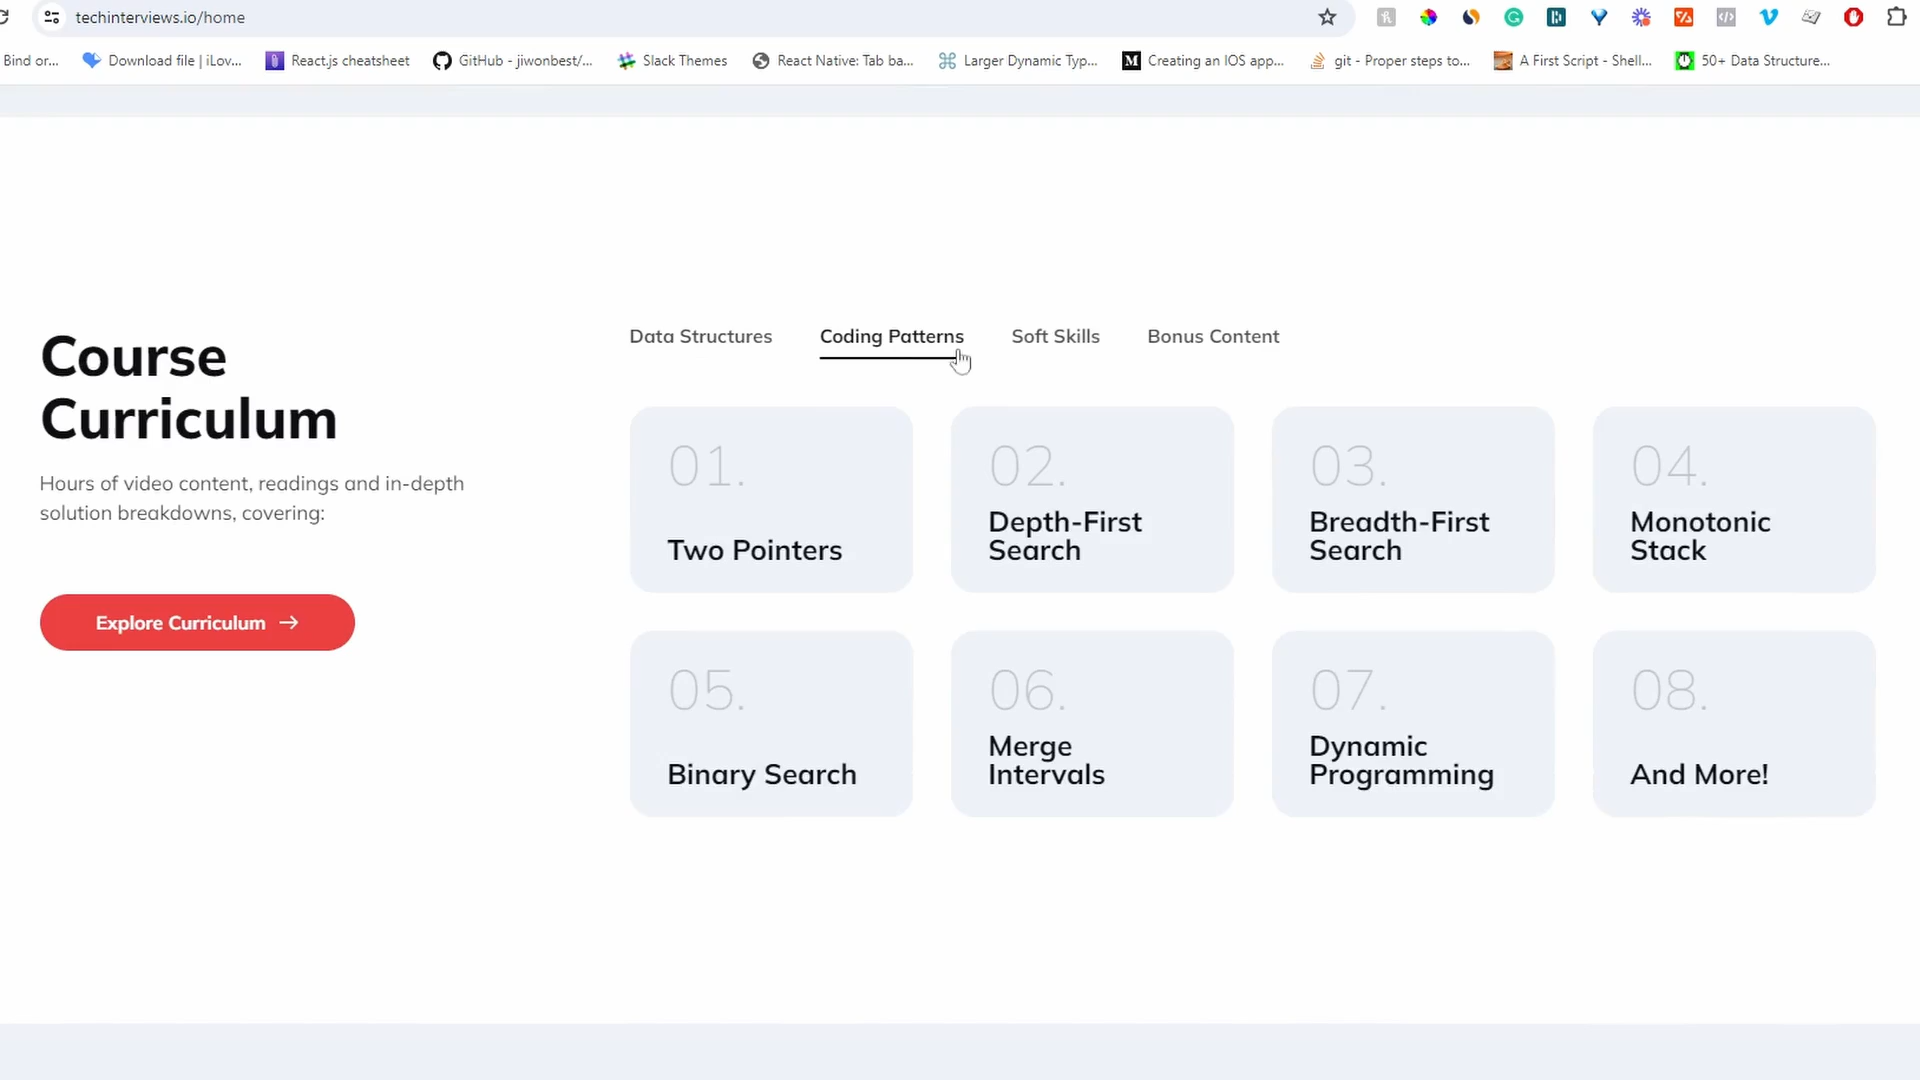 techinterviews.io/home
Bind or...
Download file | iLov...
React.js cheatsheet
GitHub - jiwonbest/...
Slack Themes
React Native: Tab ba...
Larger Dynamic Typ...
M
Creating an IOS app...
git - Proper steps to...
A First Script - Shell...
50+ Data Structure...
Course
Curriculum
Hours of video content, readings and in-depth
solution breakdowns, covering:
Explore Curriculum →
Data Structures
Coding Patterns
Soft Skills
Bonus Content
01.
Two Pointers
02.
Depth-First
Search
03.
Breadth-First
Search
04.
Monotonic
Stack
05.
Binary Search
06.
Merge
Intervals
07.
Dynamic
Programming
08.
And More!